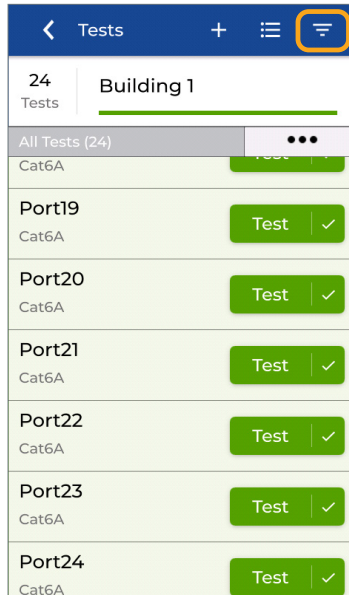 Tests
24
Tests
Building 1
All Tests (24)
Test
Cat6A
Port19
Cat6A
Test
Port20
Cat6A
Test
Port21
Cat6A
Test
Port22
Cat6A
Test
Port23
Cat6A
Test
Port24
Cat6A
Test